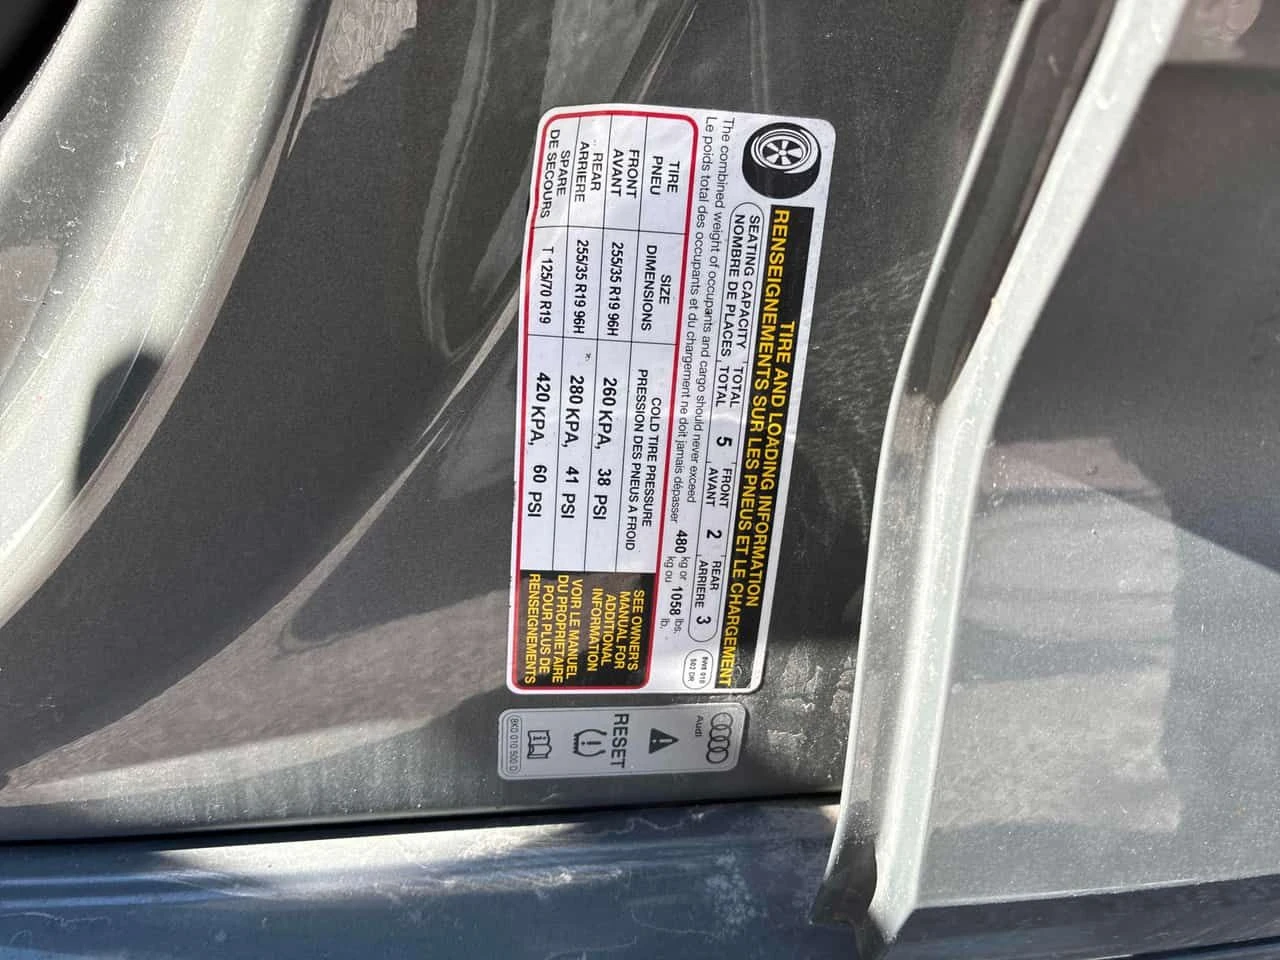 TIRE AND LOADING INFORMATION
RENSEIGNEMENTS SUR LES PNEUS ET LE CHARGEMENT
SEATING CAPACITY TOTAL 5 FRONT 2 REAR 3
NOMBRE DE PLACES TOTAL AVANT ARRIERE
8W8 010
502 DR
The combined weight of occupants and cargo should never exceed 480 kg or 1058 lbs.
Le poids total des occupants et du chargement ne doit jamais dépasser kg ou lb.
TIRE SIZE COLD TIRE PRESSURE
PNEU DIMENSIONS PRESSION DES PNEUS A FROID
FRONT
AVANT 255/35 R19 96H 260 KPA, 38 PSI
REAR
ARRIERE 255/35 R19 96H 280 KPA, 41 PSI
SPARE
DE SECOURS T 125/70 R19 420 KPA, 60 PSI
SEE OWNER'S
MANUAL FOR
ADDITIONAL
INFORMATION
VOIR LE MANUEL
DU PROPRIETAIRE
POUR PLUS DE
RENSEIGNEMENTS
Audi
RESET
8K0 010 500 D